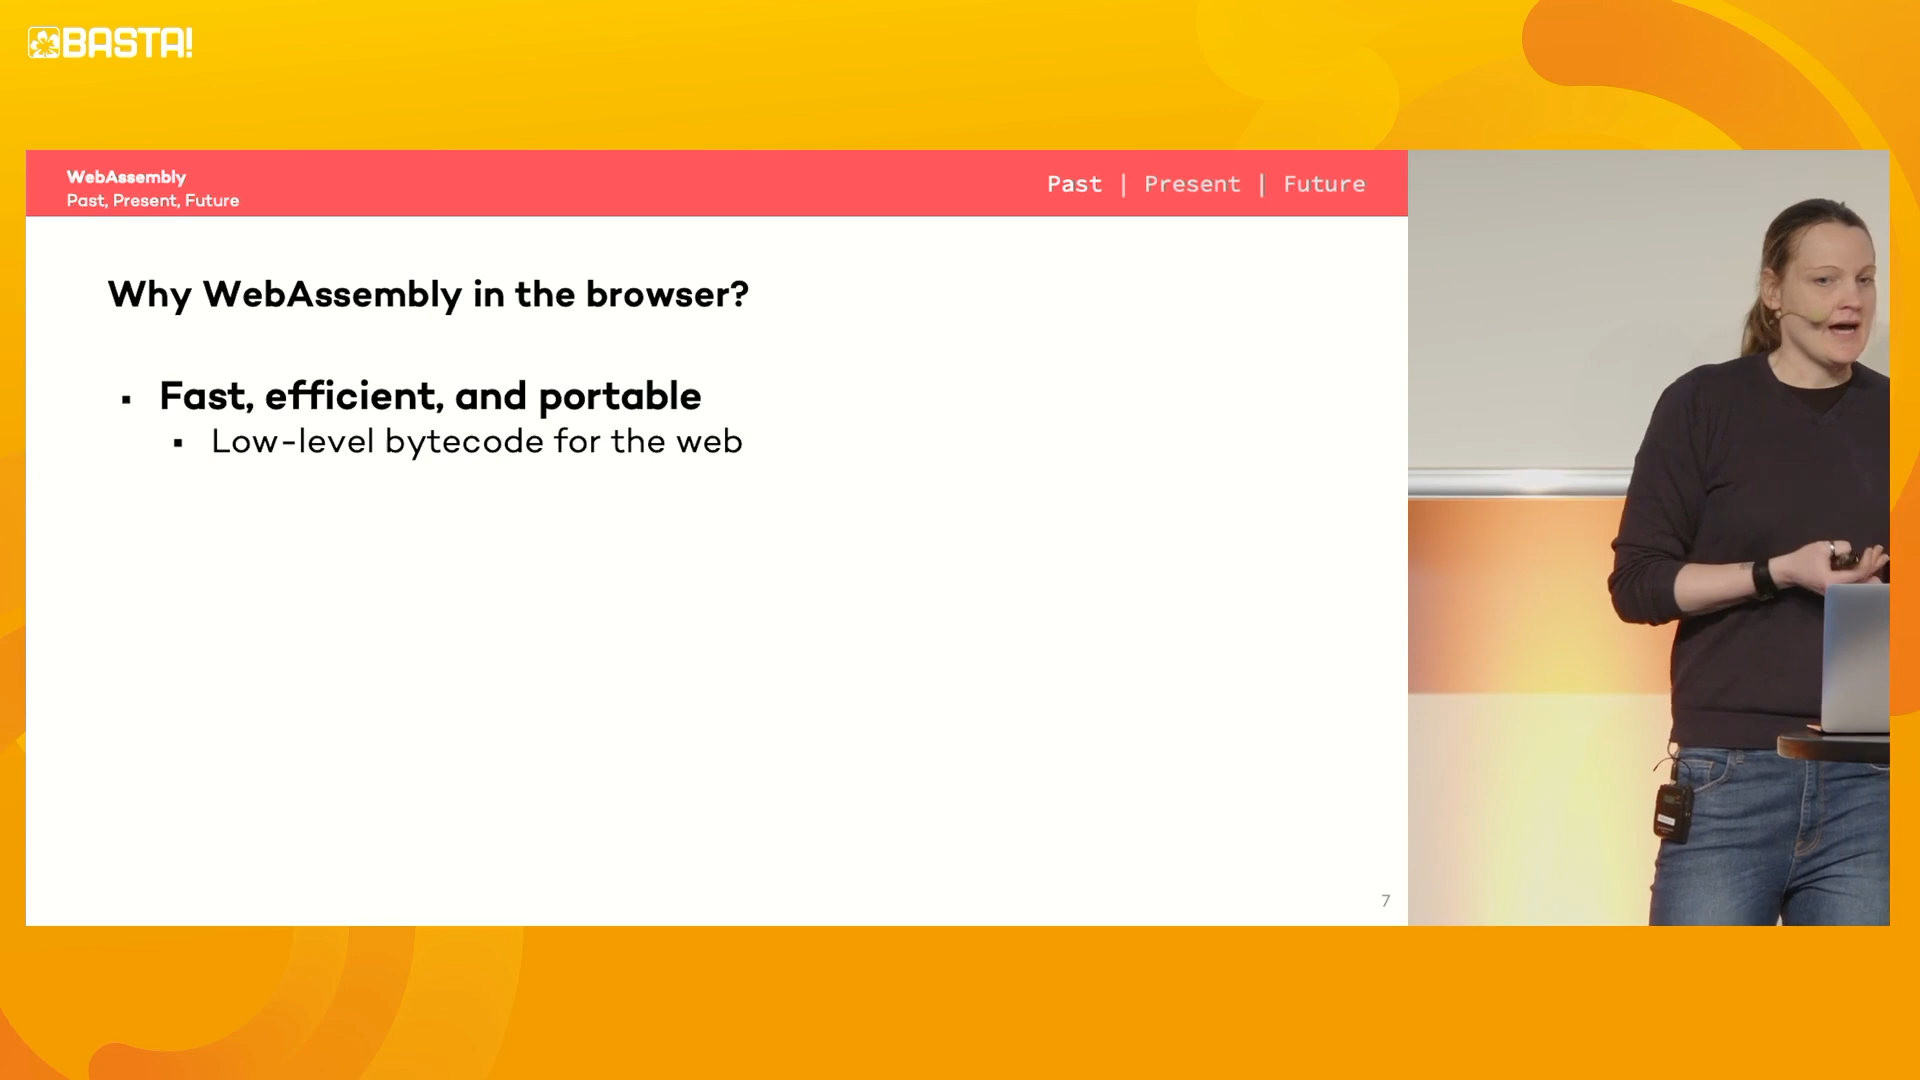 BASTA!
WebAssembly
Past, Present, Future
Past | Present | Future
Why WebAssembly in the browser?
▪ Fast, efficient, and portable
▪ Low-level bytecode for the web
7